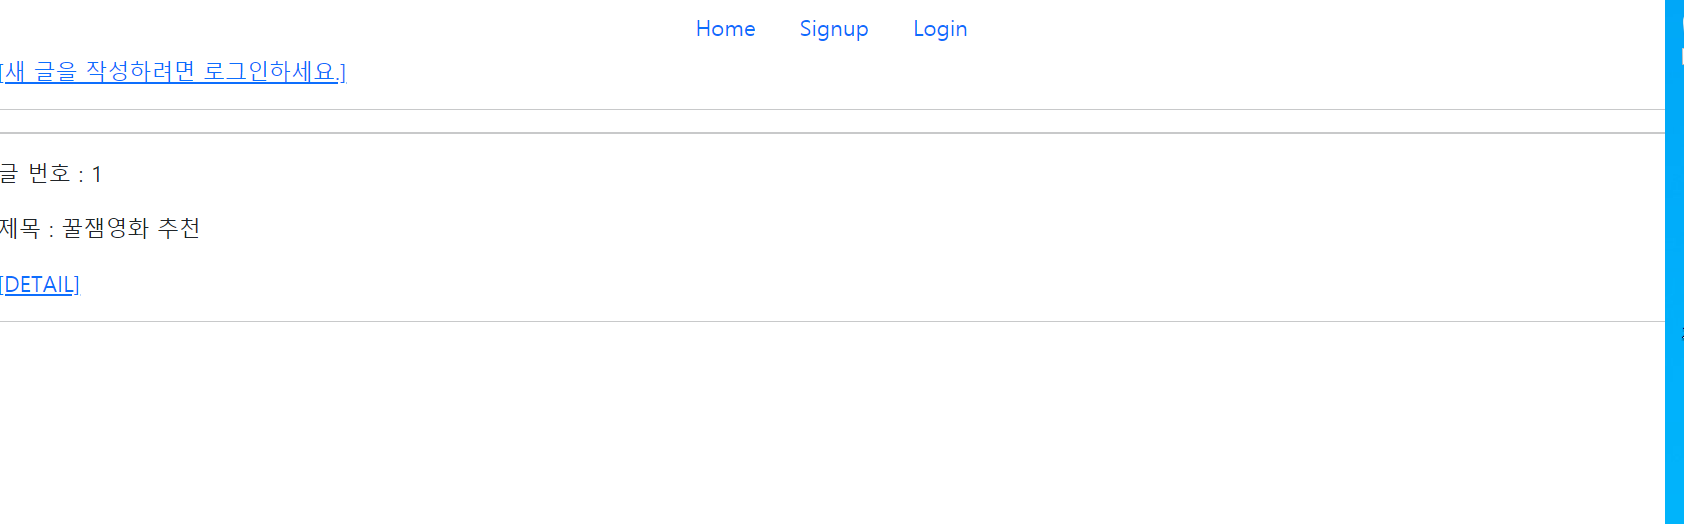 Home Signup Login
[새 글을 작성하려면 로그인하세요.]
글 번호 : 1
제목 : 꿀잼영화 추천
[DETAIL]